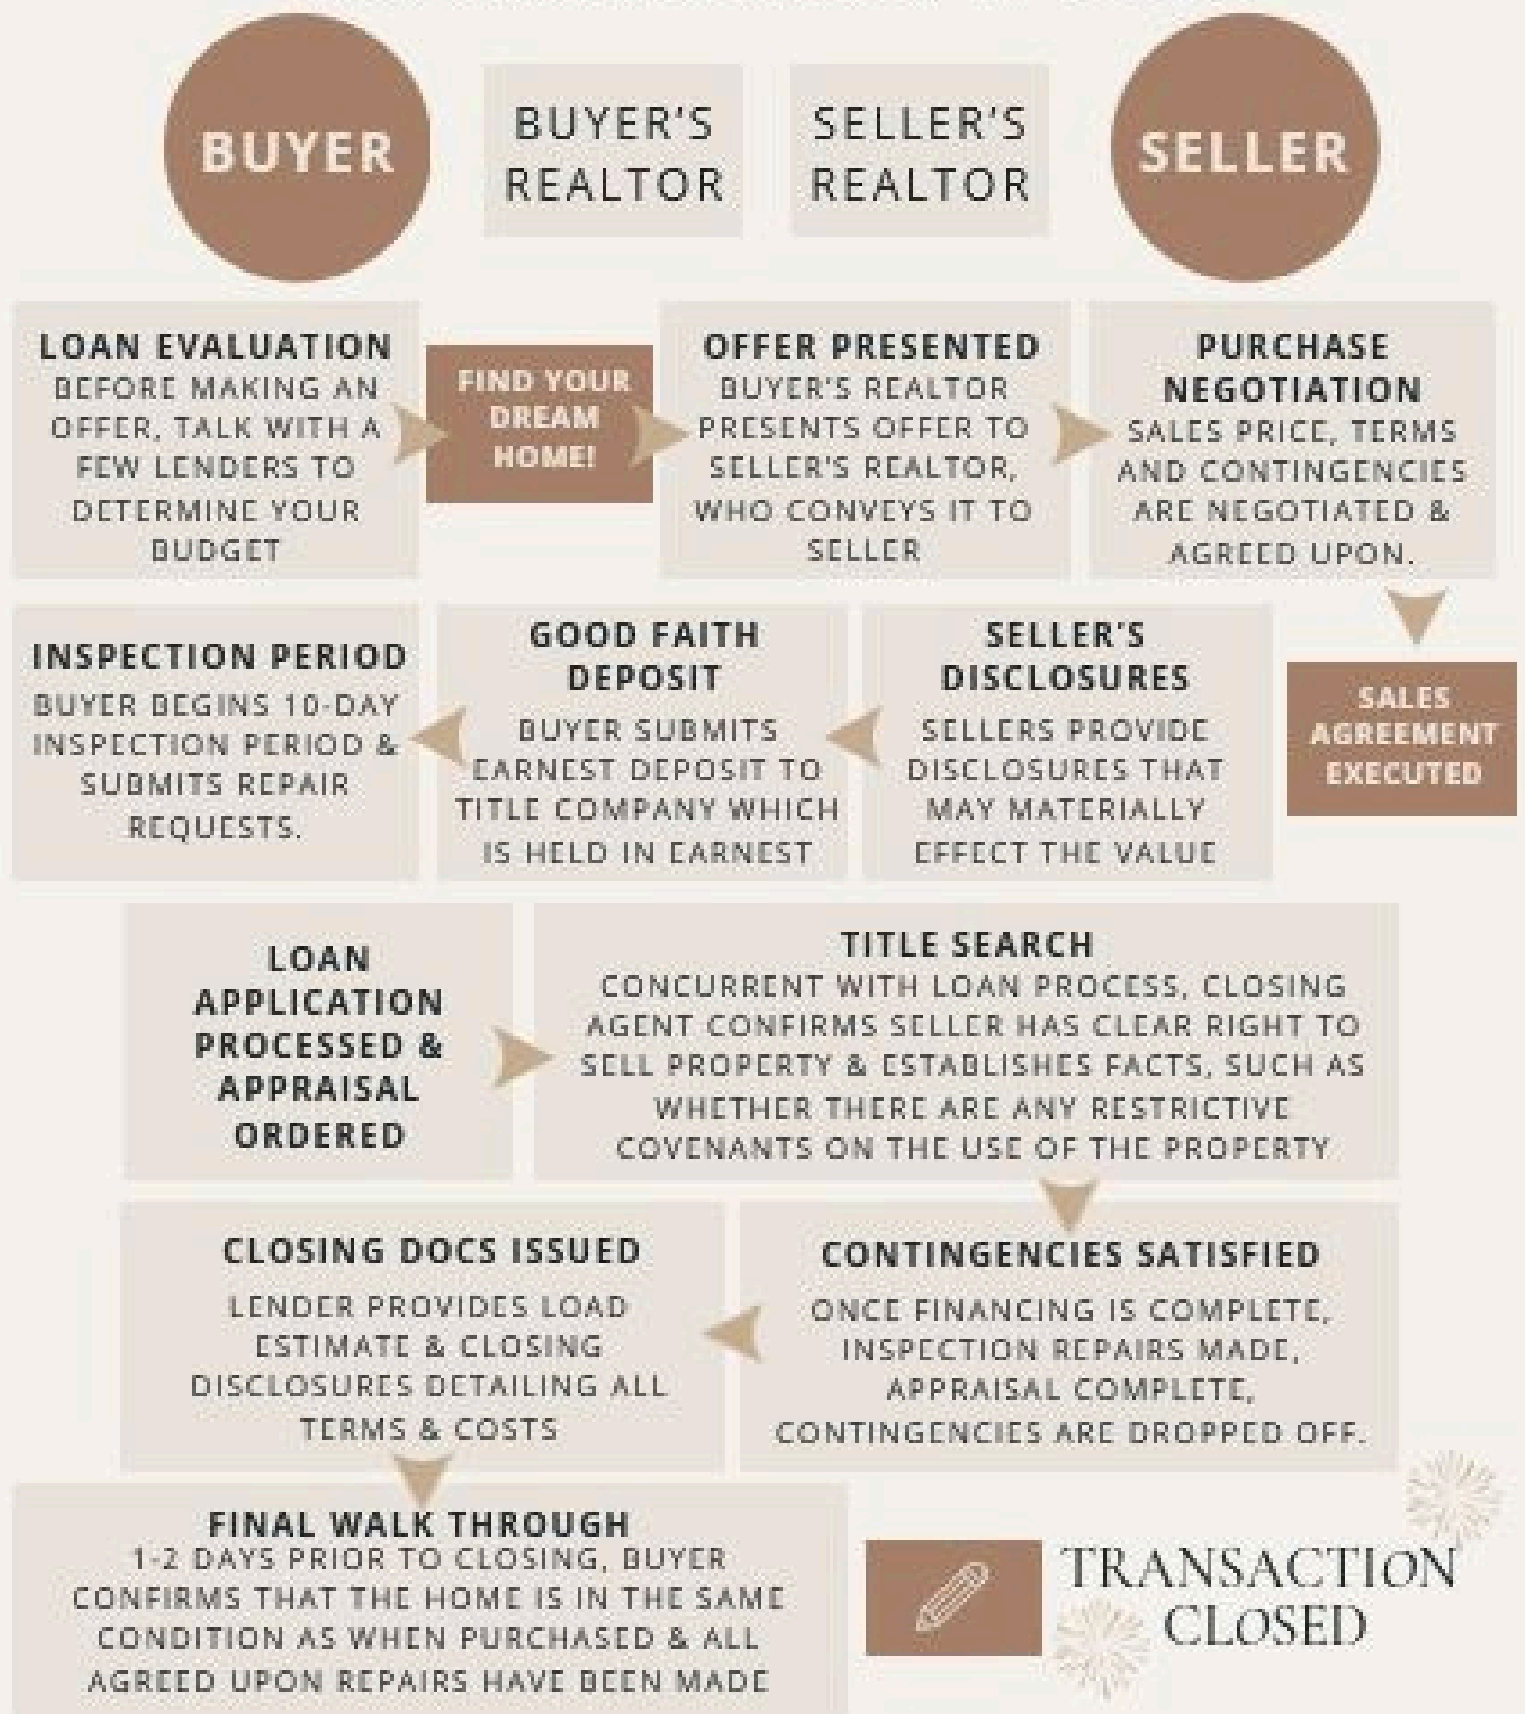 BUYER
BUYER'S
REALTOR
SELLER'S
REALTOR
SELLER
LOAN EVALUATION
BEFORE MAKING AN
OFFER, TALK WITH A
FEW LENDERS TO
DETERMINE YOUR
BUDGET
FIND YOUR
DREAM
HOME!
OFFER PRESENTED
BUYER'S REALTOR
PRESENTS OFFER TO
SELLER'S REALTOR,
WHO CONVEYS IT TO
SELLER
PURCHASE
NEGOTIATION
SALES PRICE, TERMS
AND CONTINGENCIES
ARE NEGOTIATED &
AGREED UPON.
SALES
AGREEMENT
EXECUTED
SELLER'S
DISCLOSURES
SELLERS PROVIDE
DISCLOSURES THAT
MAY MATERIALLY
EFFECT THE VALUE
GOOD FAITH
DEPOSIT
BUYER SUBMITS
EARNEST DEPOSIT TO
TITLE COMPANY WHICH
IS HELD IN EARNEST
INSPECTION PERIOD
BUYER BEGINS 10-DAY
INSPECTION PERIOD &
SUBMITS REPAIR
REQUESTS.
LOAN
APPLICATION
PROCESSED &
APPRAISAL
ORDERED
TITLE SEARCH
CONCURRENT WITH LOAN PROCESS, CLOSING
AGENT CONFIRMS SELLER HAS CLEAR RIGHT TO
SELL PROPERTY & ESTABLISHES FACTS, SUCH AS
WHETHER THERE ARE ANY RESTRICTIVE
COVENANTS ON THE USE OF THE PROPERTY
CONTINGENCIES SATISFIED
ONCE FINANCING IS COMPLETE,
INSPECTION REPAIRS MADE,
APPRAISAL COMPLETE,
CONTINGENCIES ARE DROPPED OFF.
CLOSING DOCS ISSUED
LENDER PROVIDES LOAD
ESTIMATE & CLOSING
DISCLOSURES DETAILING ALL
TERMS & COSTS
FINAL WALK THROUGH
1-2 DAYS PRIOR TO CLOSING, BUYER
CONFIRMS THAT THE HOME IS IN THE SAME
CONDITION AS WHEN PURCHASED & ALL
AGREED UPON REPAIRS HAVE BEEN MADE
TRANSACTION
CLOSED